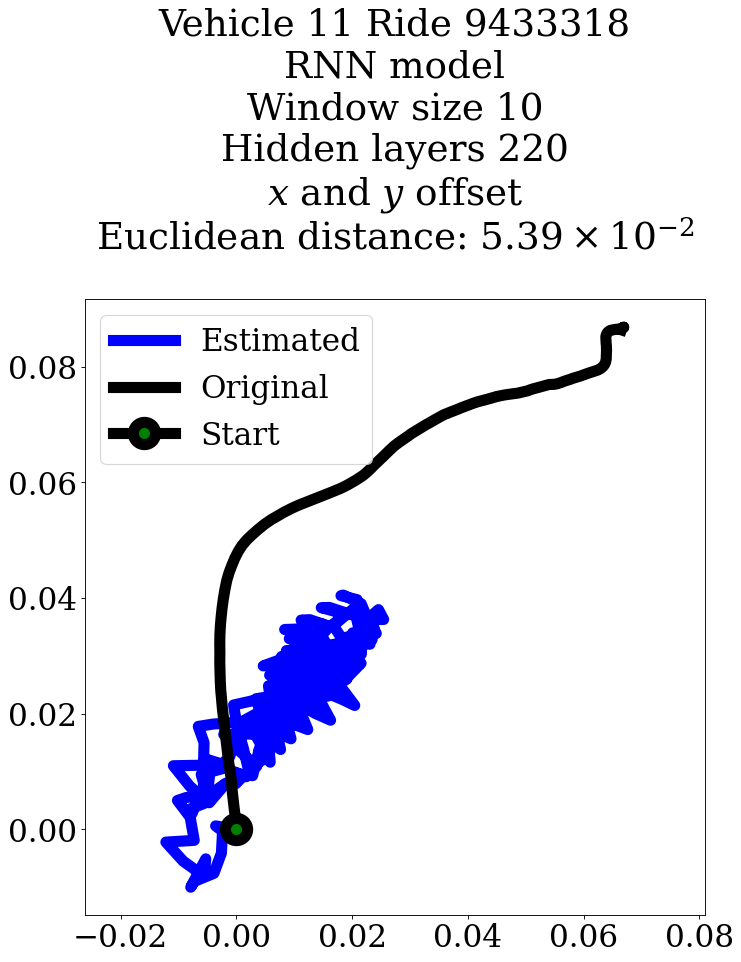 Vehicle 11 Ride 9433318
RNN model
Window size 10
Hidden layers 220
x and y offset
Euclidean distance: 5.39 × 10⁻²
Estimated
Original
Start
0.08
0.06
0.04
0.02
0.00
−0.02 0.00 0.02 0.04 0.06 0.08